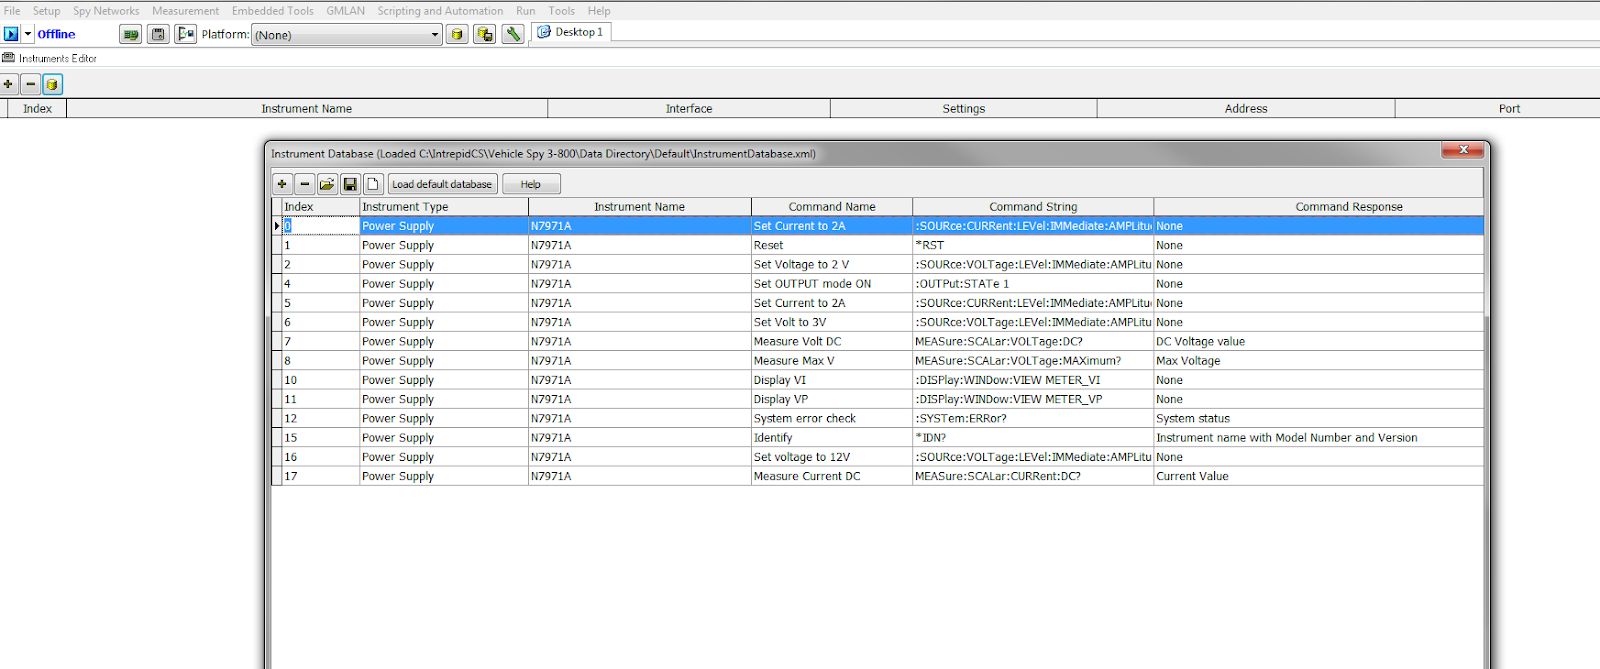 File Setup Spy Networks Measurement Embedded Tools GMLAN Scripting and Automation Run Tools Help
Offline Platform: (None) Desktop 1
Instruments Editor
Index Instrument Name Interface Settings Address Port
Instrument Database (Loaded C:\IntrepidCS\Vehicle Spy 3-800\Data Directory\Default\InstrumentDatabase.xml)
Load default database Help
Index Instrument Type Instrument Name Command Name Command String Command Response
0 Power Supply N7971A Set Current to 2A :SOURce:CURRent:LEVel:IMMediate:AMPLitu None
1 Power Supply N7971A Reset *RST None
2 Power Supply N7971A Set Voltage to 2 V :SOURce:VOLTage:LEVel:IMMediate:AMPLitu None
4 Power Supply N7971A Set OUTPUT mode ON :OUTPut:STATe 1 None
5 Power Supply N7971A Set Current to 2A :SOURce:CURRent:LEVel:IMMediate:AMPLitu None
6 Power Supply N7971A Set Volt to 3V :SOURce:VOLTage:LEVel:IMMediate:AMPLitu None
7 Power Supply N7971A Measure Volt DC MEASure:SCALar:VOLTage:DC? DC Voltage value
8 Power Supply N7971A Measure Max V MEASure:SCALar:VOLTage:MAXimum? Max Voltage
10 Power Supply N7971A Display VI :DISPlay:WINDow:VIEW METER_VI None
11 Power Supply N7971A Display VP :DISPlay:WINDow:VIEW METER_VP None
12 Power Supply N7971A System error check :SYSTem:ERRor? System status
15 Power Supply N7971A Identify *IDN? Instrument name with Model Number and Version
16 Power Supply N7971A Set voltage to 12V :SOURce:VOLTage:LEVel:IMMediate:AMPLitu None
17 Power Supply N7971A Measure Current DC MEASure:SCALar:CURRent:DC? Current Value